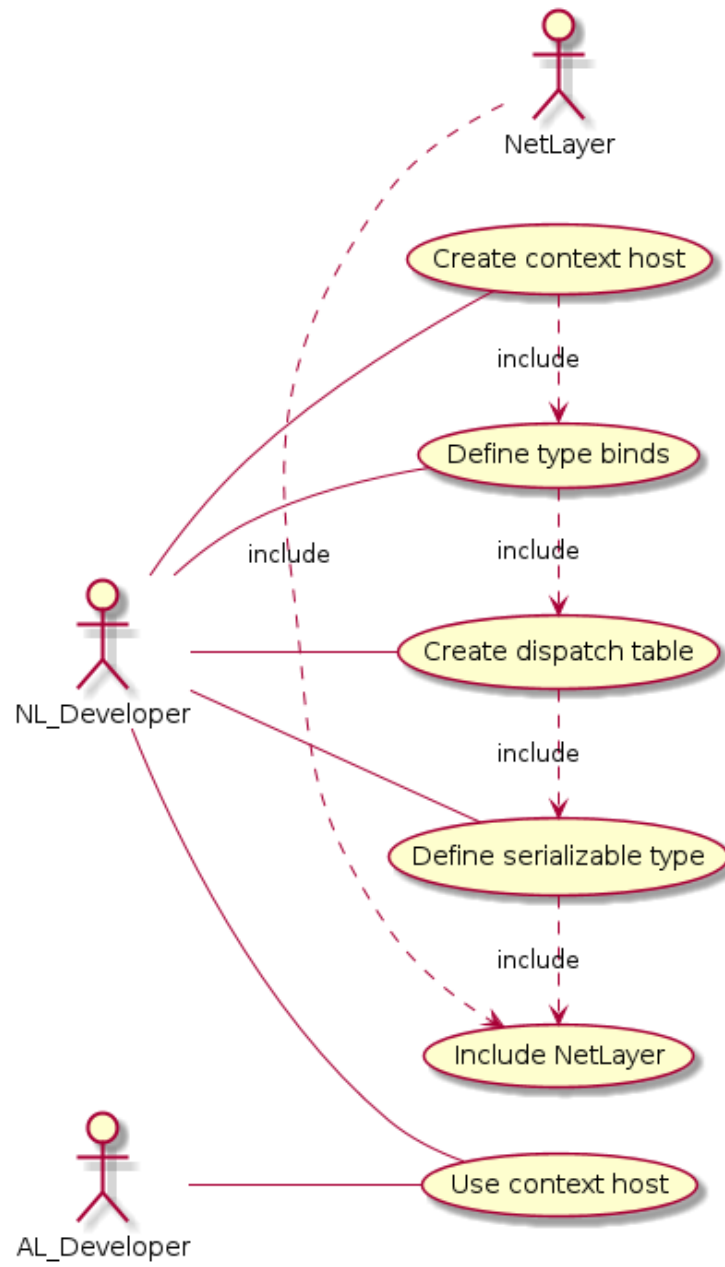 NetLayer
Create context host
include
Define type binds
include
include
Create dispatch table
NL_Developer
include
Define serializable type
include
Include NetLayer
Use context host
AL_Developer